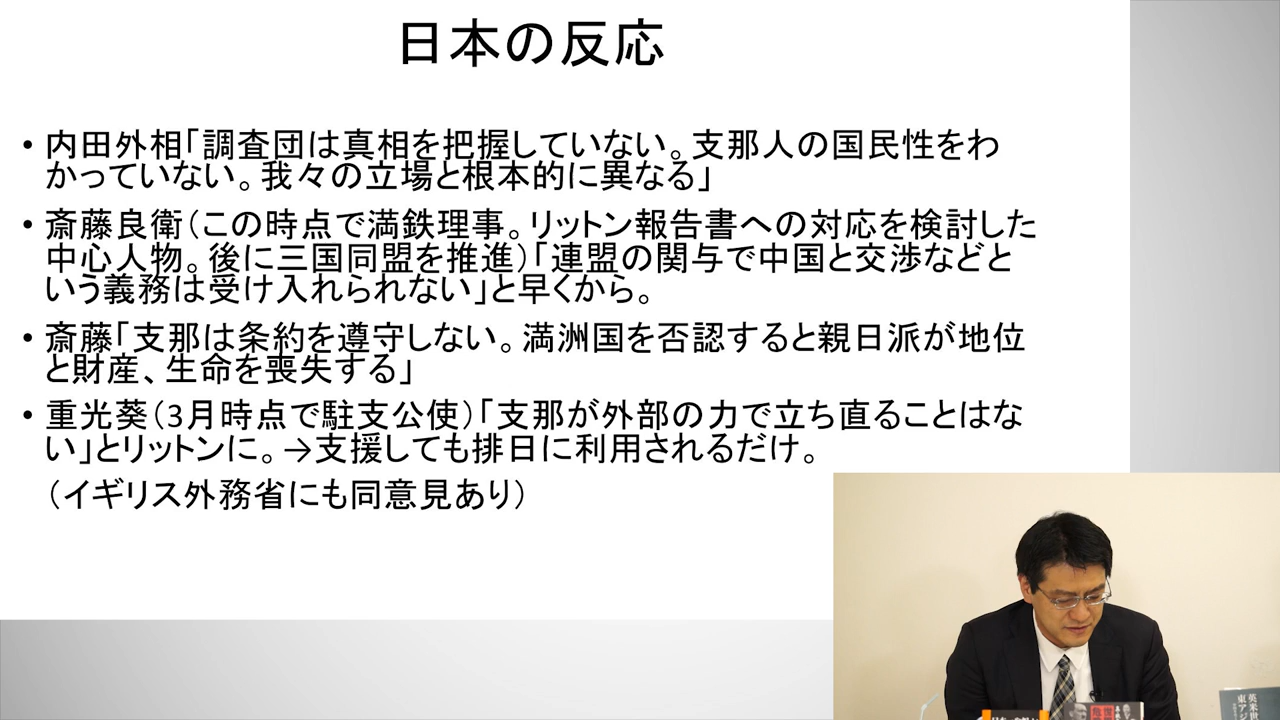 日本の反応
• 内田外相「調査団は真相を把握していない。支那人の国民性をわ
かっていない。我々の立場と根本的に異なる」
• 斎藤良衛（この時点で満鉄理事。リットン報告書への対応を検討した
中心人物。後に三国同盟を推進）「連盟の関与で中国と交渉などと
いう義務は受け入れられない」と早くから。
• 斎藤「支那は条約を遵守しない。満洲国を否認すると親日派が地位
と財産、生命を喪失する」
• 重光葵（3月時点で駐支公使）「支那が外部の力で立ち直ることはな
い」とリットンに。→支援しても排日に利用されるだけ。
（イギリス外務省にも同意見あり）
英米世
東ア